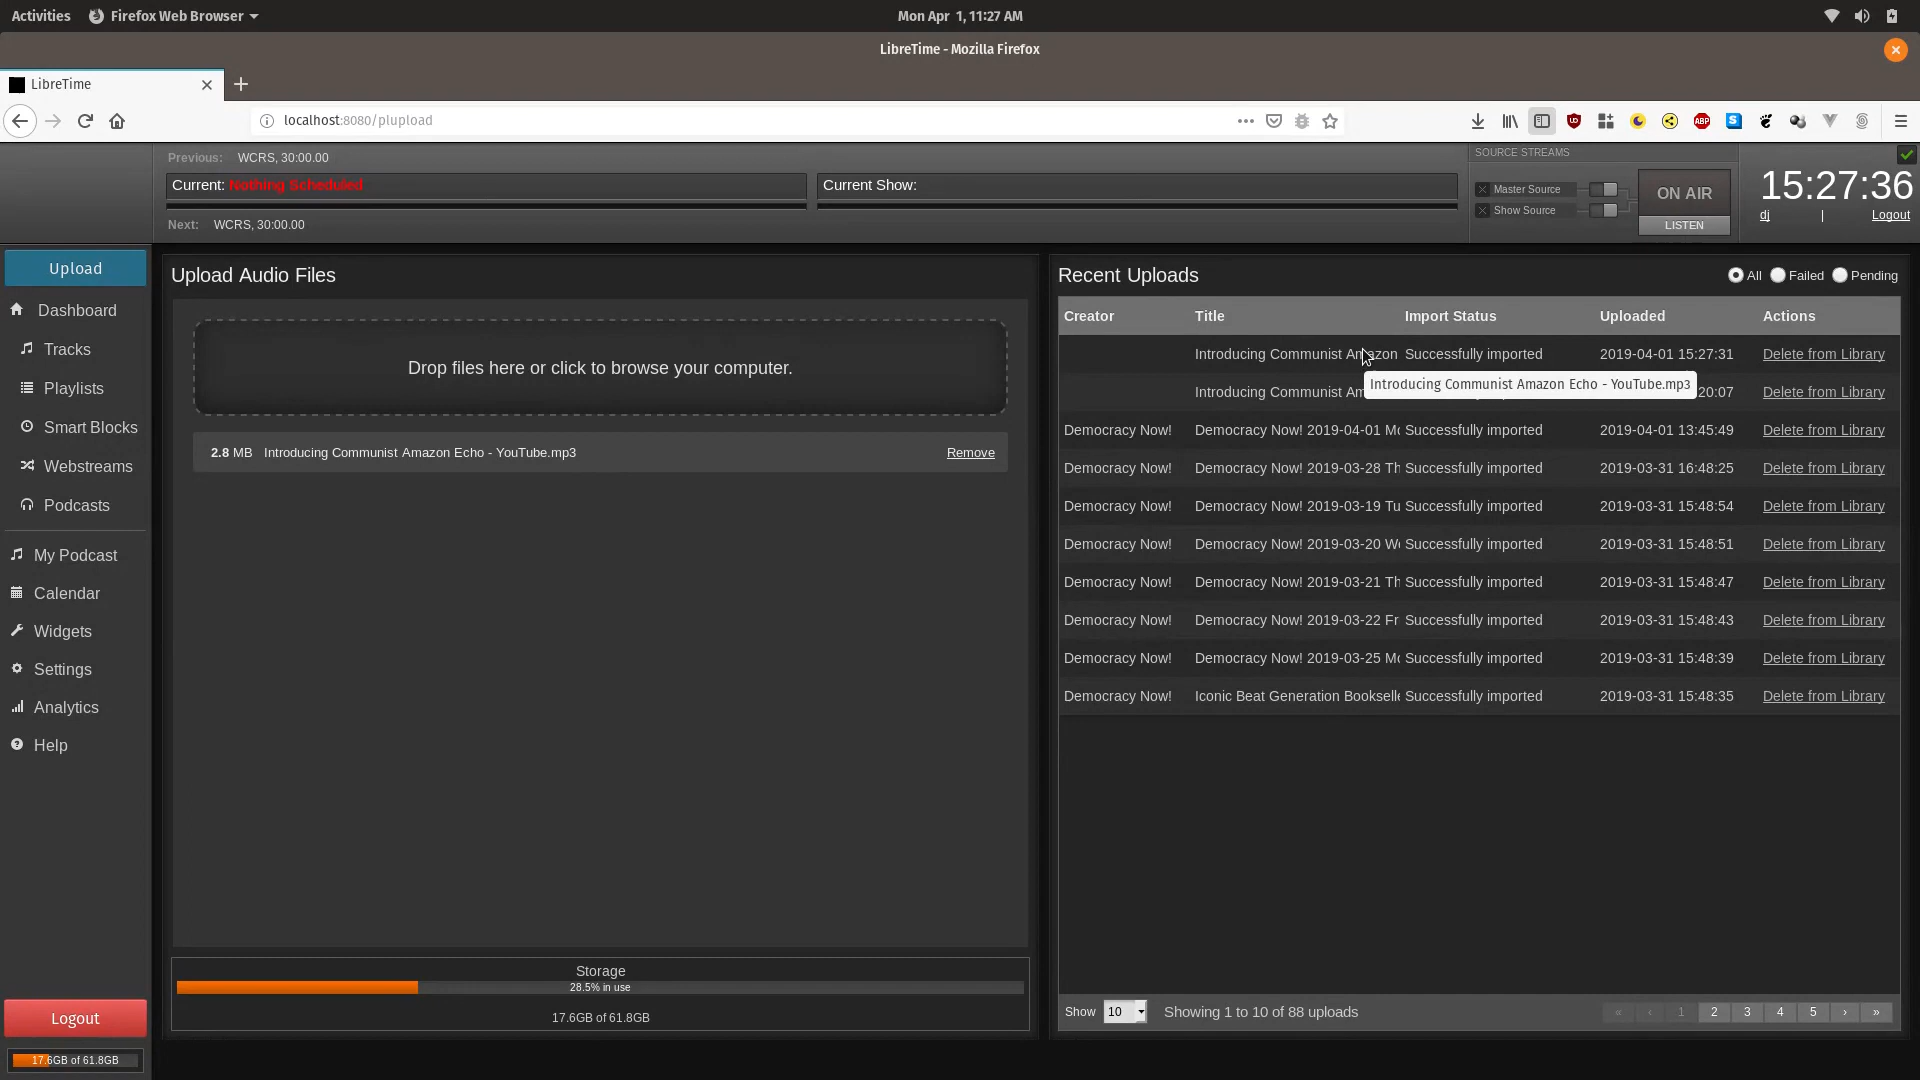 Activities Firefox Web Browser Mon Apr 1, 11:27 AM
LibreTime - Mozilla Firefox
LibreTime
localhost:8080/plupload
Previous: WCRS, 30:00.00
Current: Nothing Scheduled
Current Show:
Next: WCRS, 30:00.00
SOURCE STREAMS
Master Source
Show Source
ON AIR
LISTEN
15:27:36
dj | Logout
Upload
Dashboard
Tracks
Playlists
Smart Blocks
Webstreams
Podcasts
My Podcast
Calendar
Widgets
Settings
Analytics
Help
Logout
17.6GB of 61.8GB
Upload Audio Files
Drop files here or click to browse your computer.
2.8 MB Introducing Communist Amazon Echo - YouTube.mp3 Remove
Storage
28.5% in use
17.6GB of 61.8GB
Recent Uploads All Failed Pending
Creator Title Import Status Uploaded Actions
Introducing Communist Amazon Successfully imported 2019-04-01 15:27:31 Delete from Library
Introducing Communist Amazon Echo - YouTube.mp3
Introducing Communist Am 20:07 Delete from Library
Democracy Now! Democracy Now! 2019-04-01 Mo Successfully imported 2019-04-01 13:45:49 Delete from Library
Democracy Now! Democracy Now! 2019-03-28 Th Successfully imported 2019-03-31 16:48:25 Delete from Library
Democracy Now! Democracy Now! 2019-03-19 Tu Successfully imported 2019-03-31 15:48:54 Delete from Library
Democracy Now! Democracy Now! 2019-03-20 We Successfully imported 2019-03-31 15:48:51 Delete from Library
Democracy Now! Democracy Now! 2019-03-21 Th Successfully imported 2019-03-31 15:48:47 Delete from Library
Democracy Now! Democracy Now! 2019-03-22 Fr Successfully imported 2019-03-31 15:48:43 Delete from Library
Democracy Now! Democracy Now! 2019-03-25 Mo Successfully imported 2019-03-31 15:48:39 Delete from Library
Democracy Now! Iconic Beat Generation Bookselle Successfully imported 2019-03-31 15:48:35 Delete from Library
Show 10 Showing 1 to 10 of 88 uploads « ‹ 1 2 3 4 5 › »